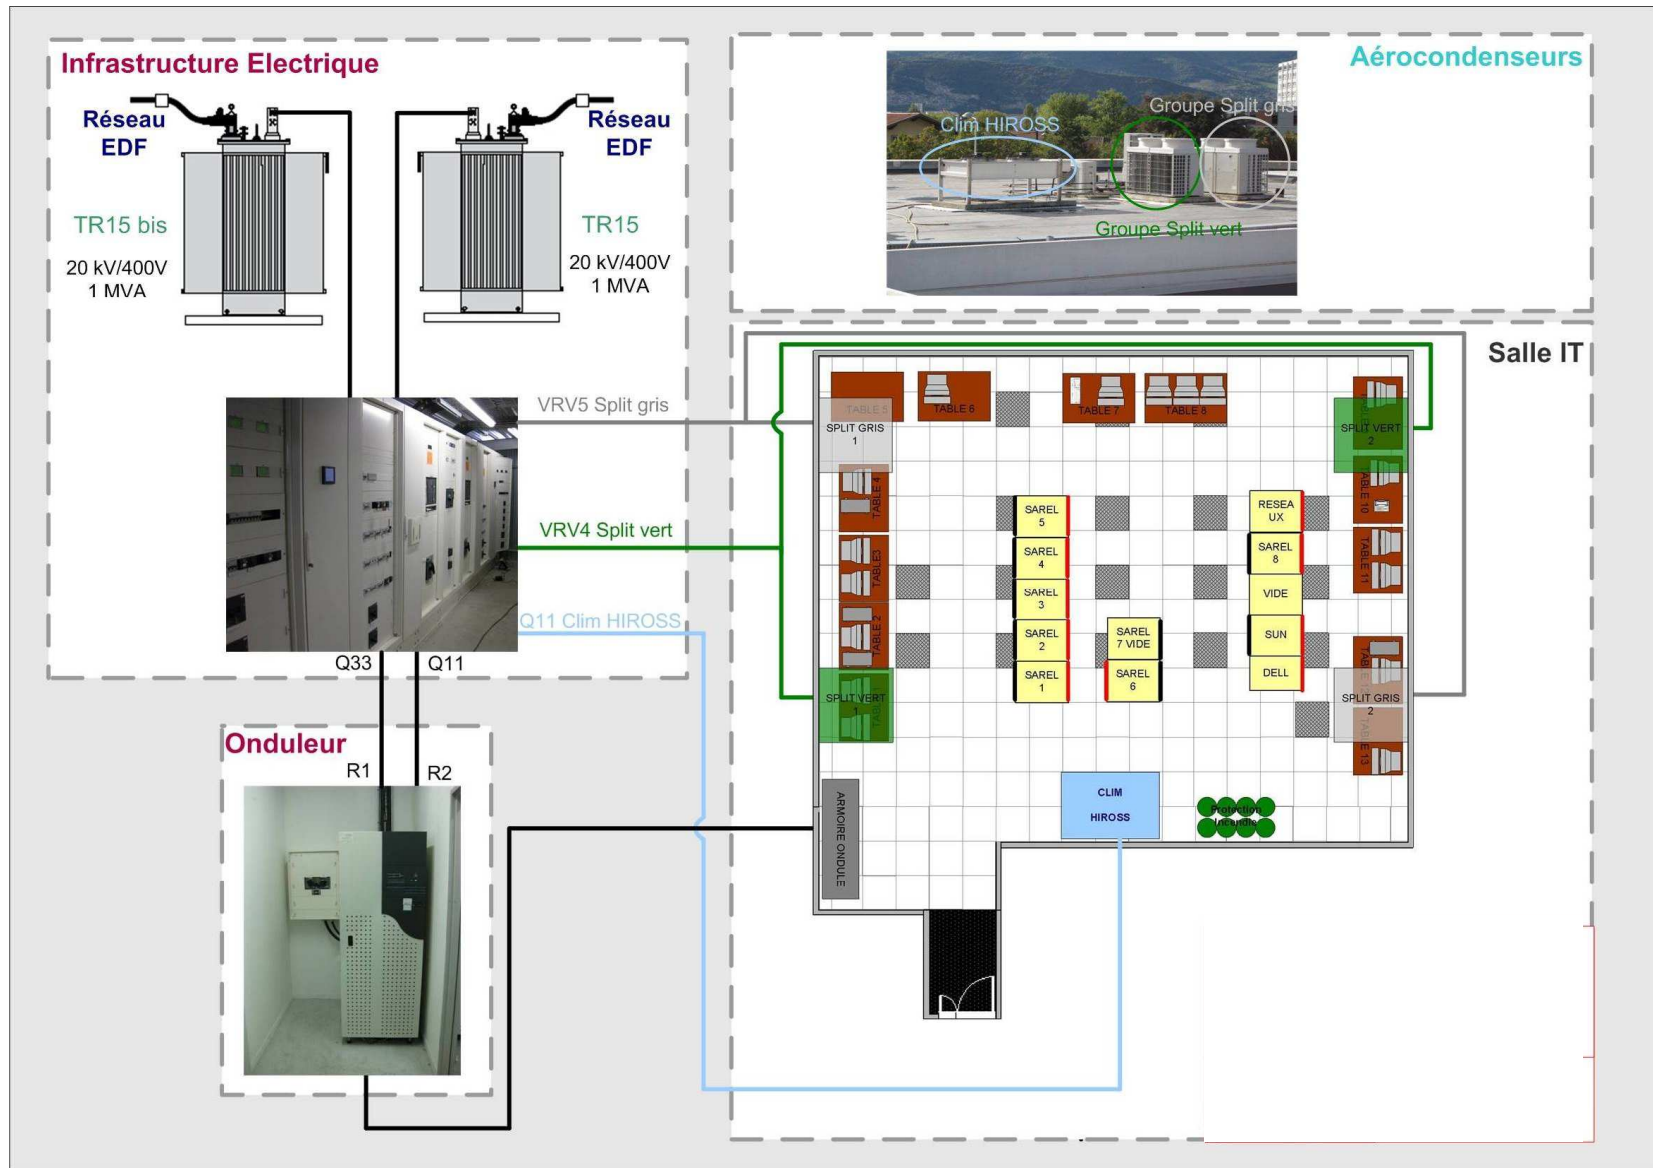 Infrastructure Electrique
Réseau
EDF
Réseau
EDF
TR15 bis
TR15
20 kV/400V
1 MVA
20 kV/400V
1 MVA
VRV5 Split gris
VRV4 Split vert
Q11 Clim HIROSS
Q33
Q11
Onduleur
R1
R2
Aérocondenseurs
Groupe Split gris
Clim HIROSS
Groupe Split vert
Salle IT
TABLE 5
TABLE 6
TABLE 7
TABLE 8
SPLIT GRIS
1
SPLIT VERT
2
TABLE 4
TABLE 10
TABLE3
TABLE 11
TABLE 2
SAREL
5
SAREL
4
SAREL
3
SAREL
2
SAREL
1
SAREL
7 VIDE
SAREL
6
RESEA
UX
SAREL
8
VIDE
SUN
DELL
SPLIT VERT
1
TABLE 1
SPLIT GRIS
2
TABLE 13
ARMOIRE ONDULE
CLIM
HIROSS
Protection
Incendie